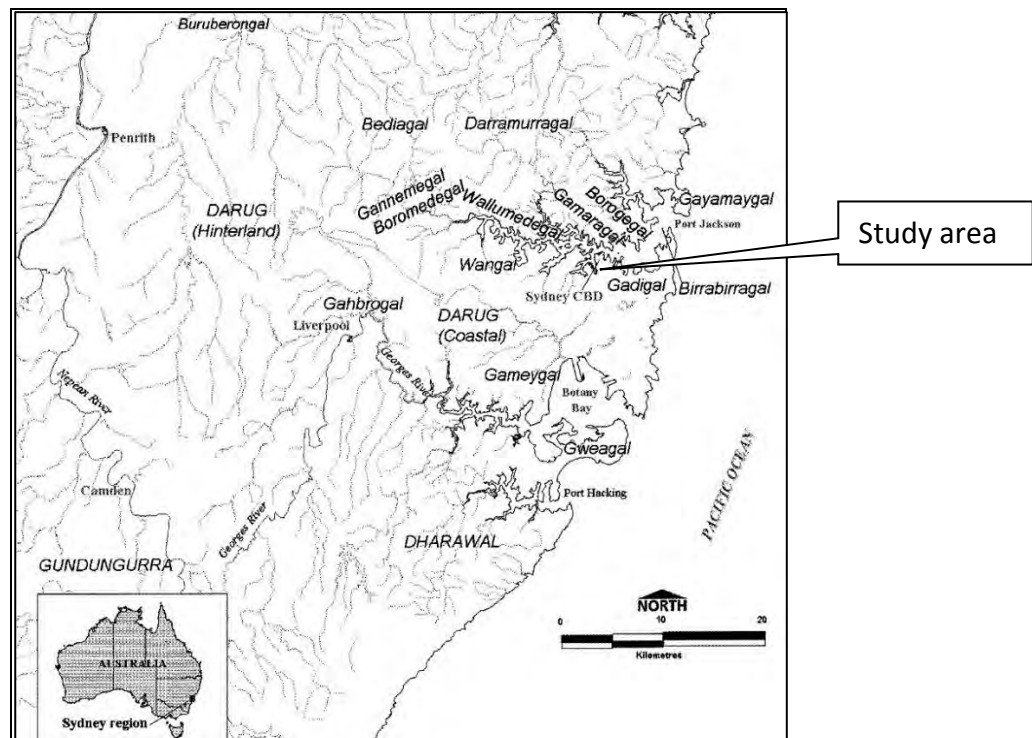 Buruberongal
Penrith
Bediagal
Darramurragal
DARUG
(Hinterland)
Gannemegal
Boromedegal
Wallumedegal
Gamaragal
Borogegal
Gayamaygal
Port Jackson
Study area
Wangal
Sydney CBD
Gadigal
Birrabirragal
Gahbrogal
Liverpool
DARUG
(Coastal)
Georges River
Gameygal
Botany
Bay
Nepean River
Gweagal
Camden
Port Hacking
PACIFIC OCEAN
Georges River
DHARAWAL
GUNDUNGURRA
NORTH
0 10 20
Kilometres
AUSTRALIA
Sydney region